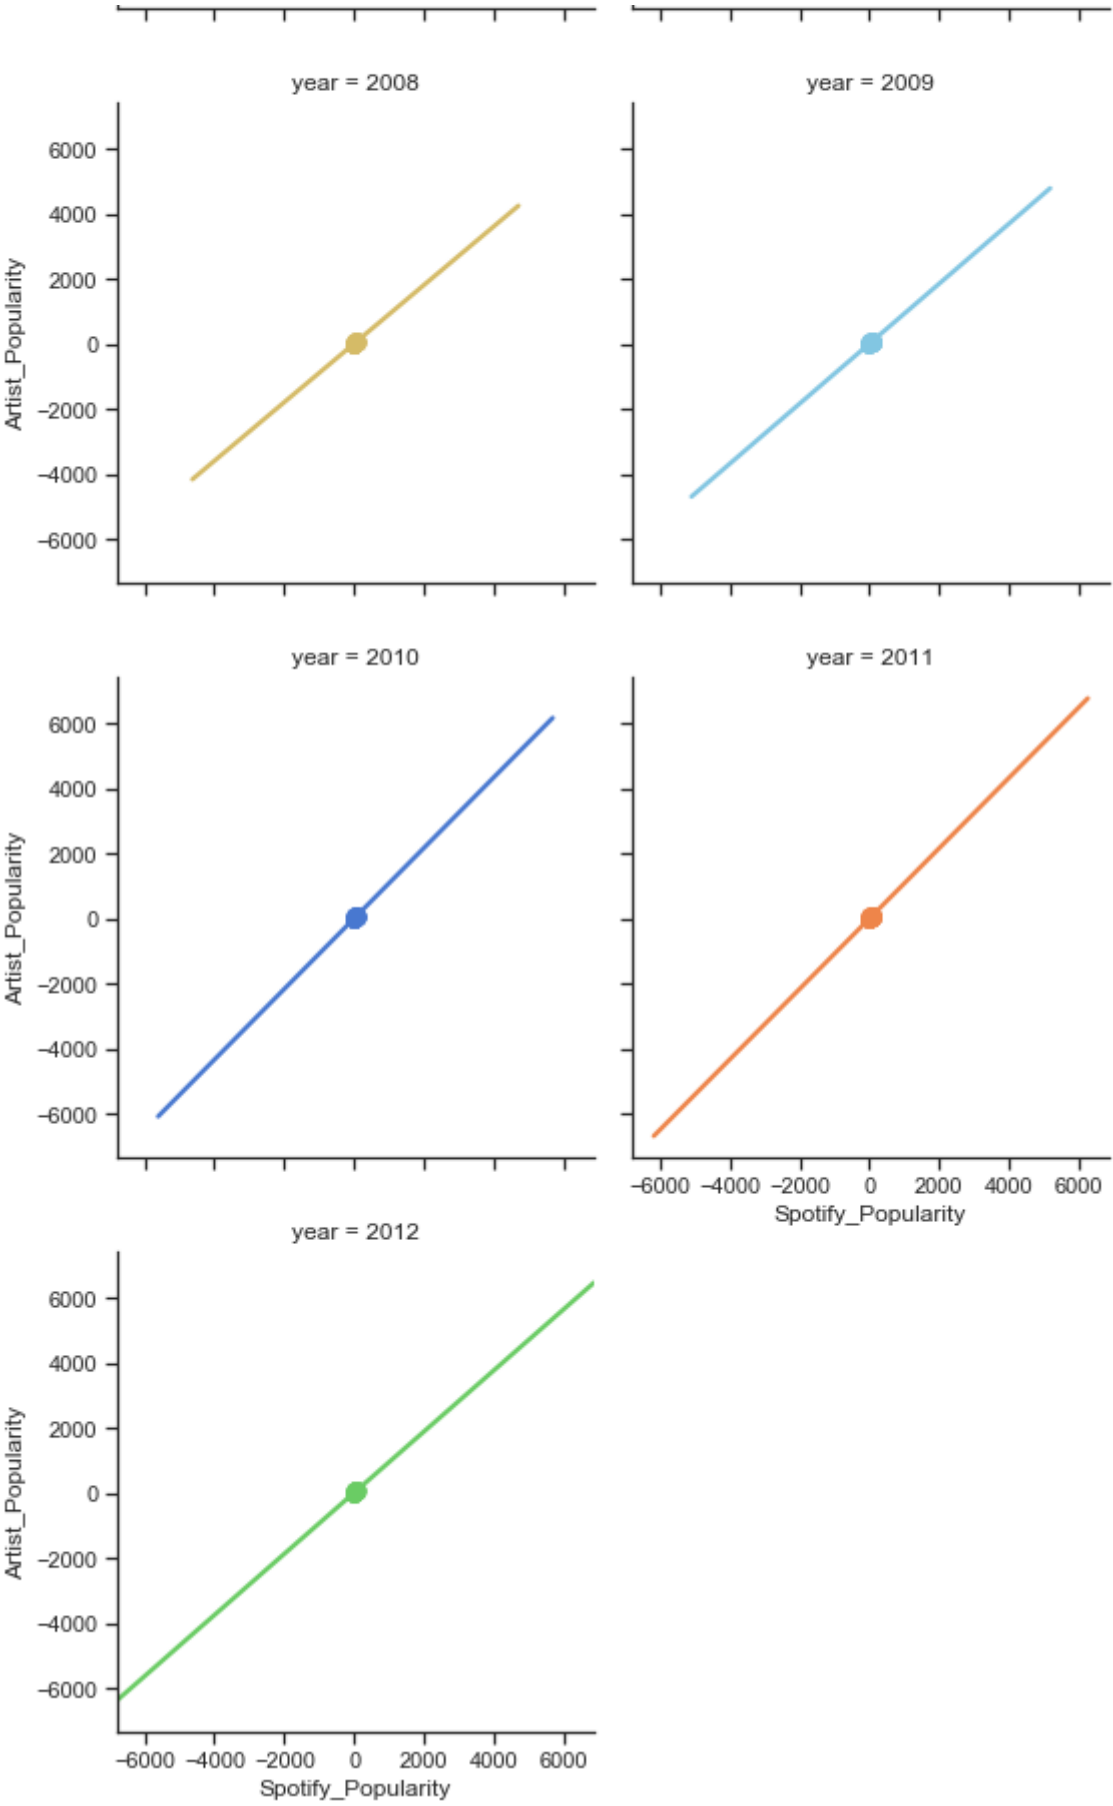 year = 2008
year = 2009
6000
4000
2000
0
−2000
−4000
−6000
Artist_Popularity
year = 2010
year = 2011
6000
4000
2000
0
−2000
−4000
−6000
Artist_Popularity
−6000 −4000 −2000 0 2000 4000 6000
Spotify_Popularity
year = 2012
6000
4000
2000
0
−2000
−4000
−6000
Artist_Popularity
−6000 −4000 −2000 0 2000 4000 6000
Spotify_Popularity